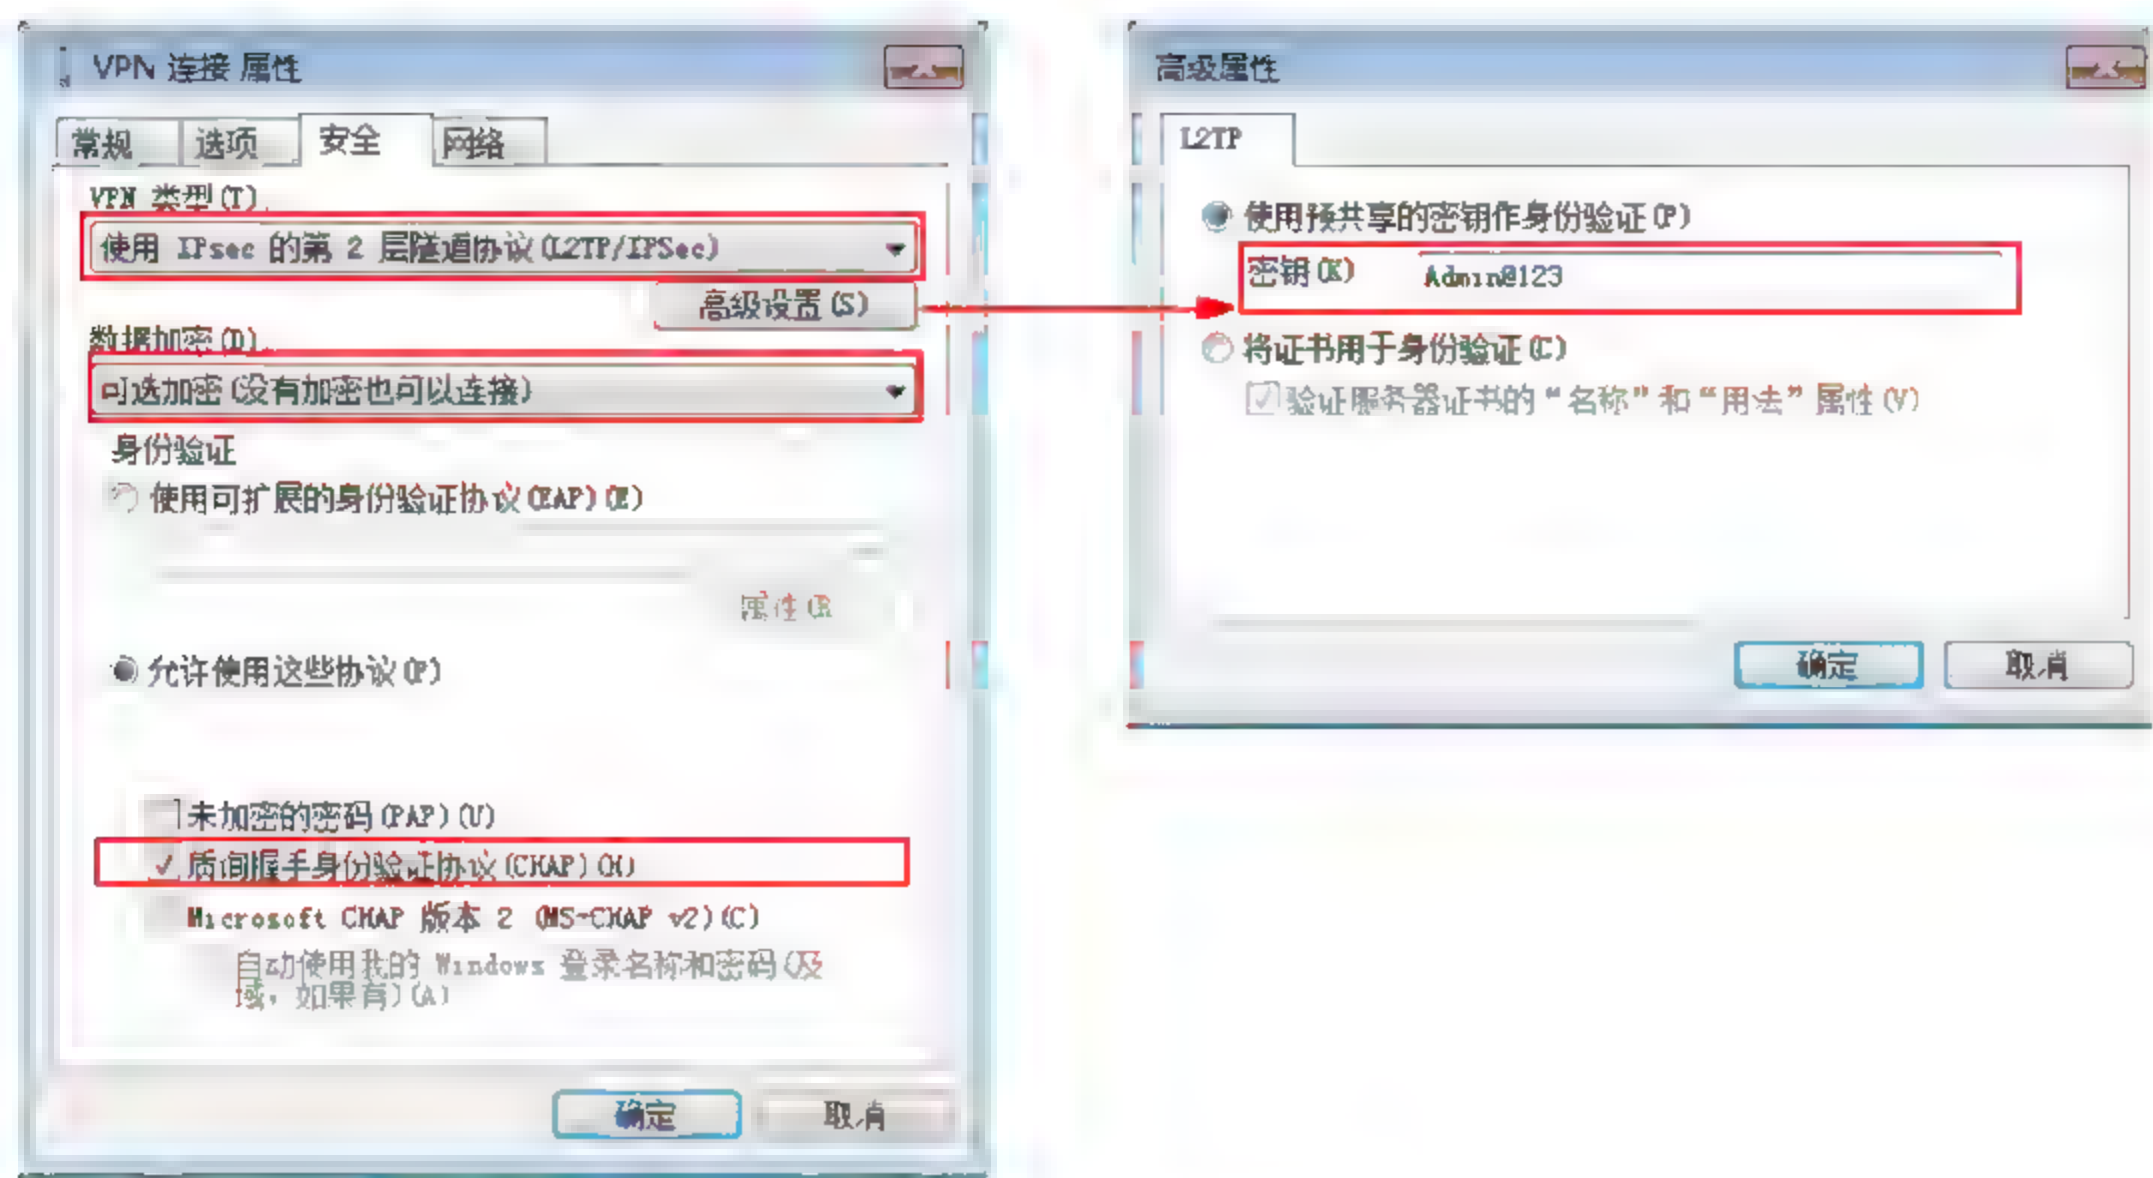 VPN 连接 属性
常规 选项 安全 网络
VPN 类型(T)
使用 IPsec 的第 2 层隧道协议(L2TP/IPSec)
高级设置(S)
数据加密(D)
可选加密(没有加密也可以连接)
身份验证
使用可扩展的身份验证协议(EAP)(E)
属性(R
允许使用这些协议(P)
未加密的密码(PAP)(U)
质询握手身份验证协议(CHAP)(H)
Microsoft CHAP 版本 2 (MS-CHAP v2)(C)
自动使用我的 Windows 登录名称和密码(及
域，如果有)(A)
确定 取消
高级属性
L2TP
使用预共享的密钥作身份验证(P)
密钥(K) Admin@123
将证书用于身份验证(C)
验证服务器证书的“名称”和“用法”属性(V)
确定 取消